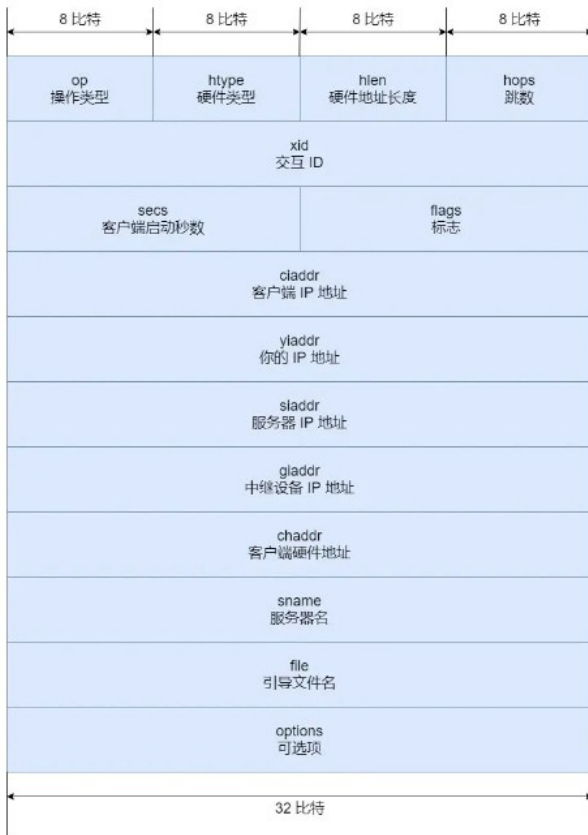 8 比特 8 比特 8 比特 8 比特
op htype hlen hops
操作类型 硬件类型 硬件地址长度 跳数
xid
交互 ID
secs flags
客户端启动秒数 标志
ciaddr
客户端 IP 地址
yiaddr
你的 IP 地址
siaddr
服务器 IP 地址
giaddr
中继设备 IP 地址
chaddr
客户端硬件地址
sname
服务器名
file
引导文件名
options
可选项
32 比特